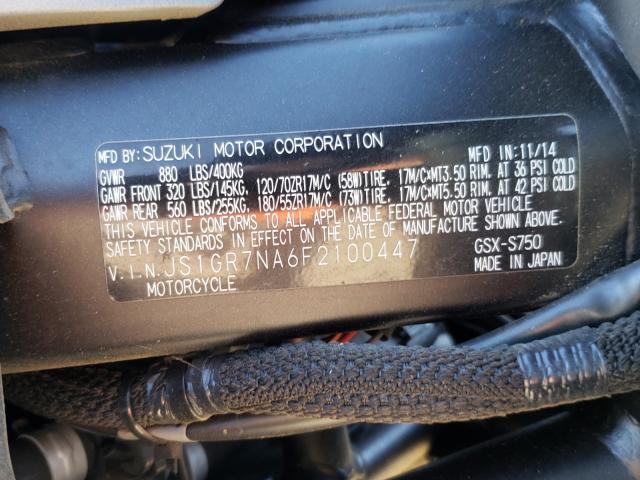 MFD BY: SUZUKI MOTOR CORPORATION MFD IN: 11/14
GVWR 880 LBS/400KG
GAWR FRONT 320 LBS/145KG. 120/70ZR17M/C (58W)TIRE. 17M/C×MT3.50 RIM. AT 36 PSI COLD
GAWR REAR 560 LBS/255KG. 180/55ZR17M/C (73W)TIRE. 17M/C×MT5.50 RIM. AT 42 PSI COLD
THIS VEHICLE CONFORMS TO ALL APPLICABLE FEDERAL MOTOR VEHICLE
SAFETY STANDARDS IN EFFECT ON THE DATE OF MANUFACTURE SHOWN ABOVE.
V.I.N. JS1GR7NA6F2100447 GSX-S750
MOTORCYCLE MADE IN JAPAN